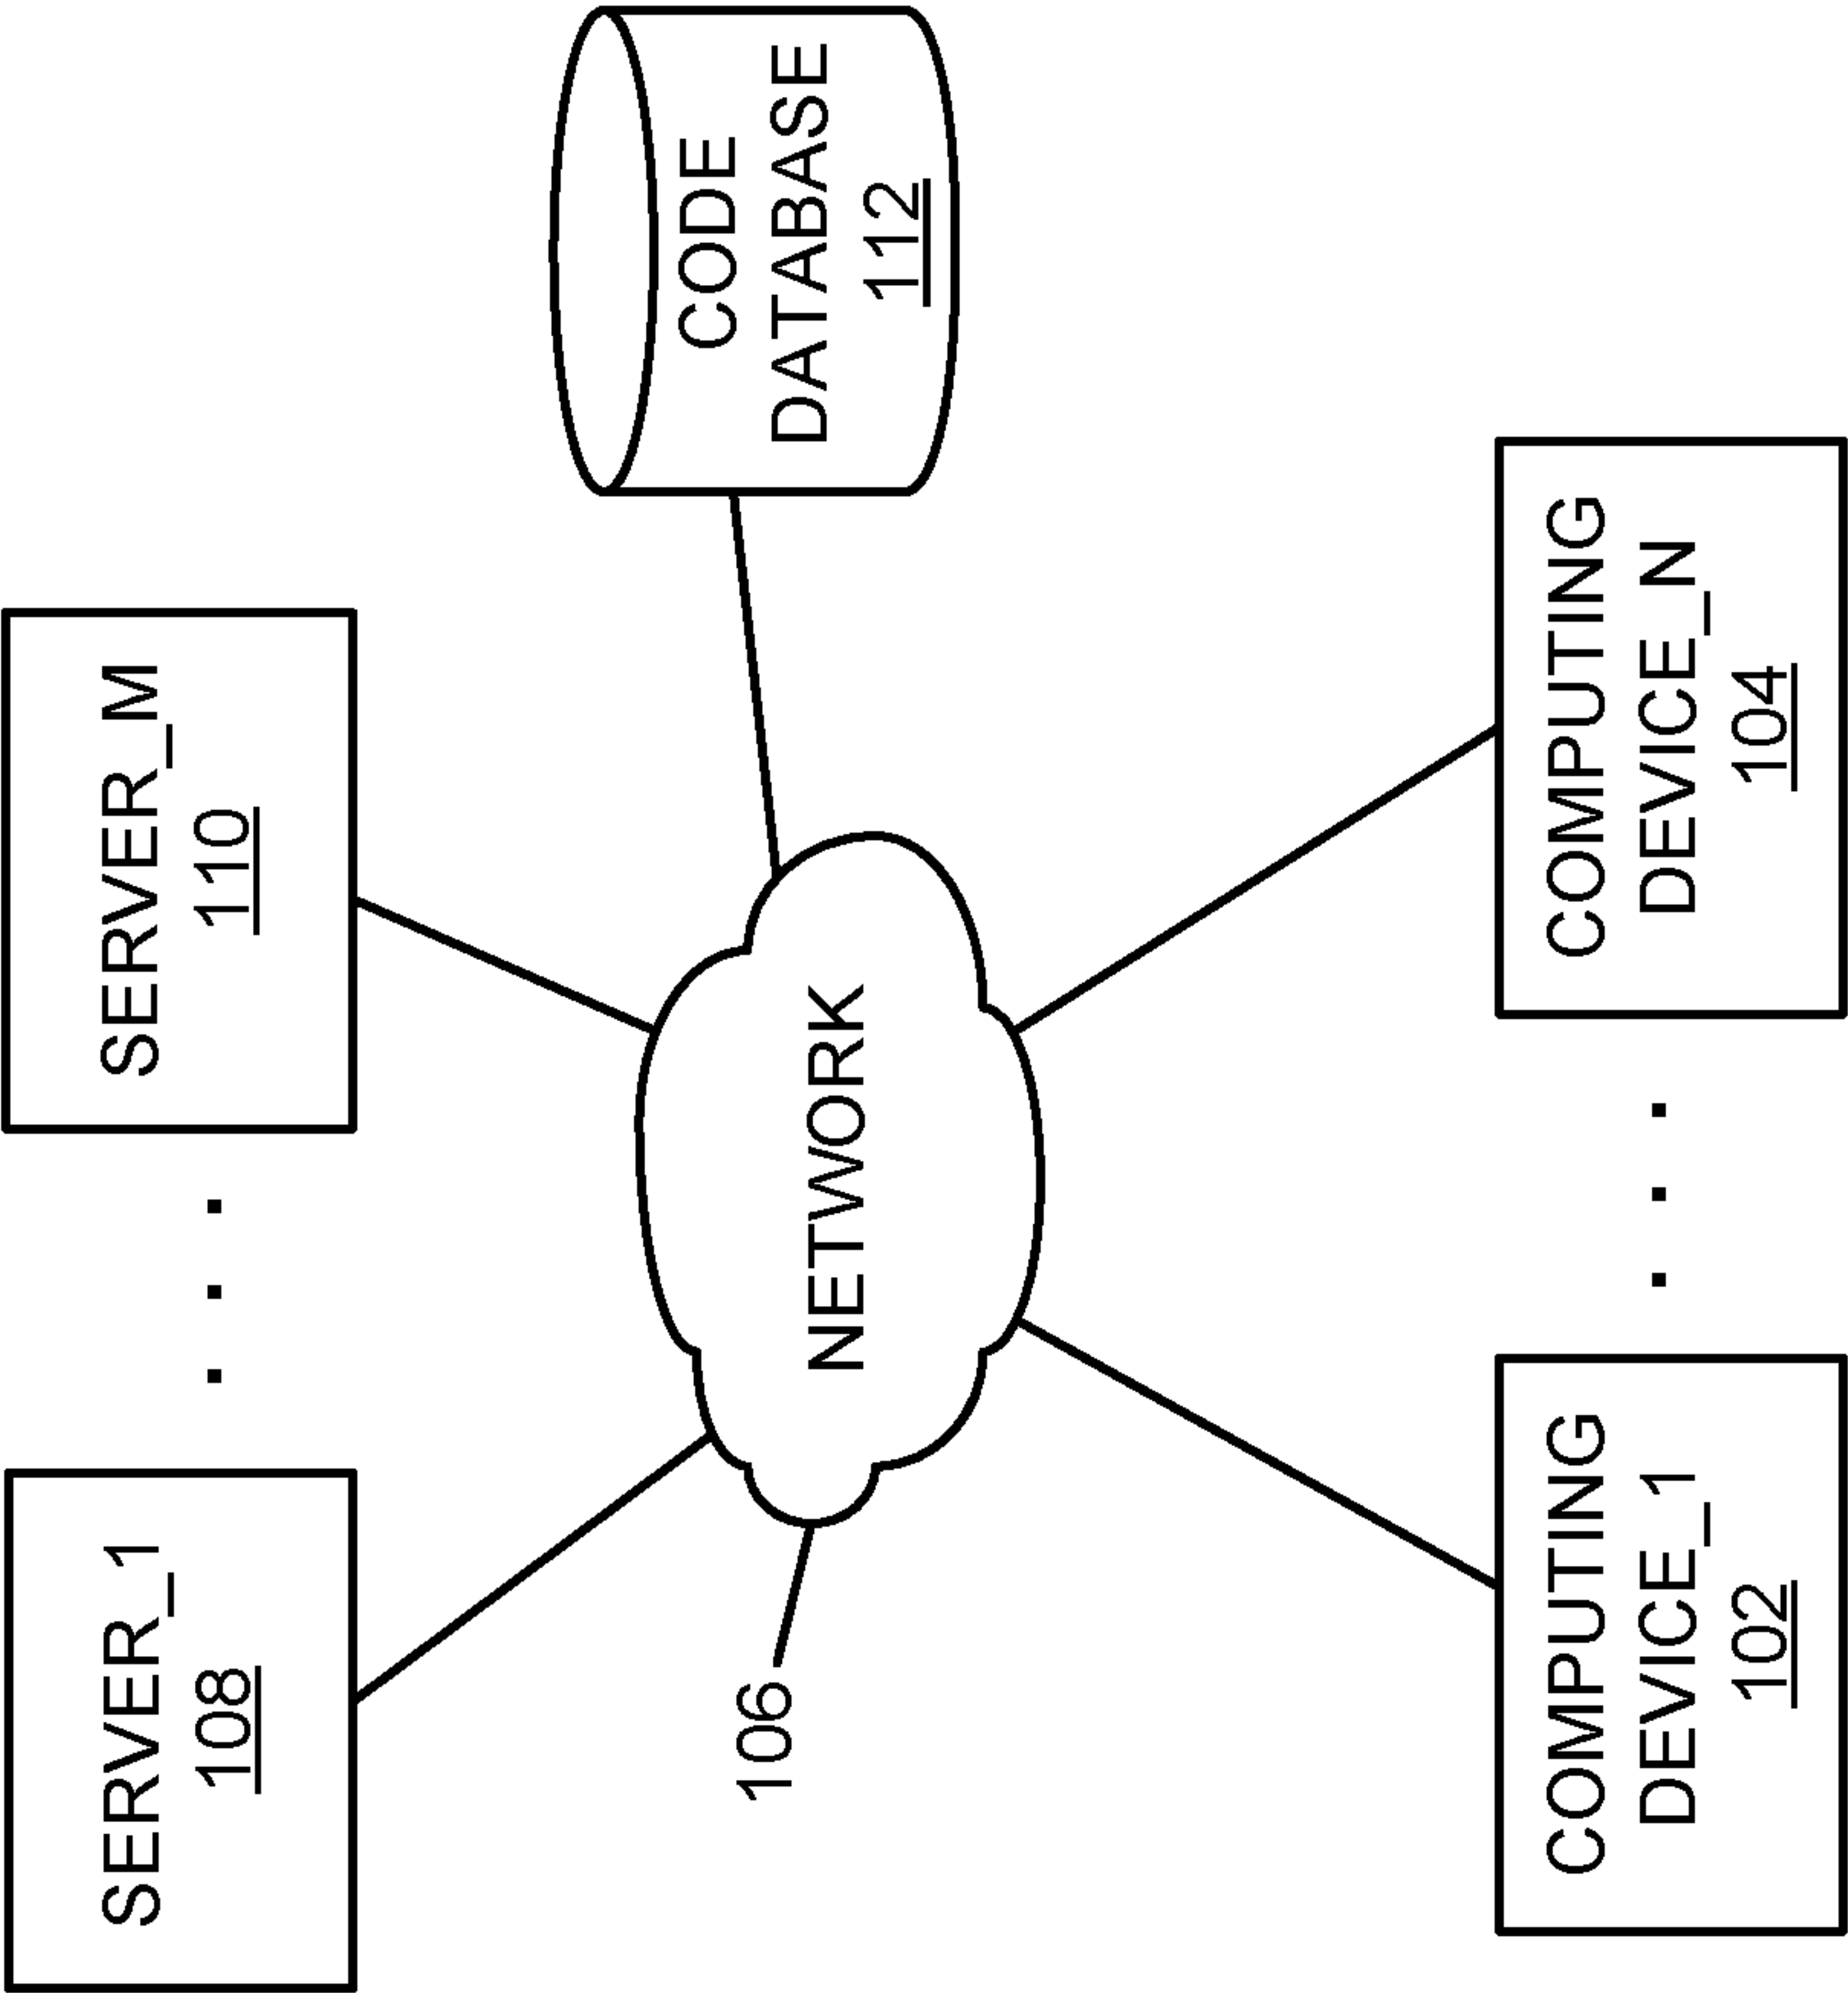 SERVER_1
108
SERVER_M
110
CODE
DATABASE
112
NETWORK
106
COMPUTING
DEVICE_1
102
COMPUTING
DEVICE_N
104